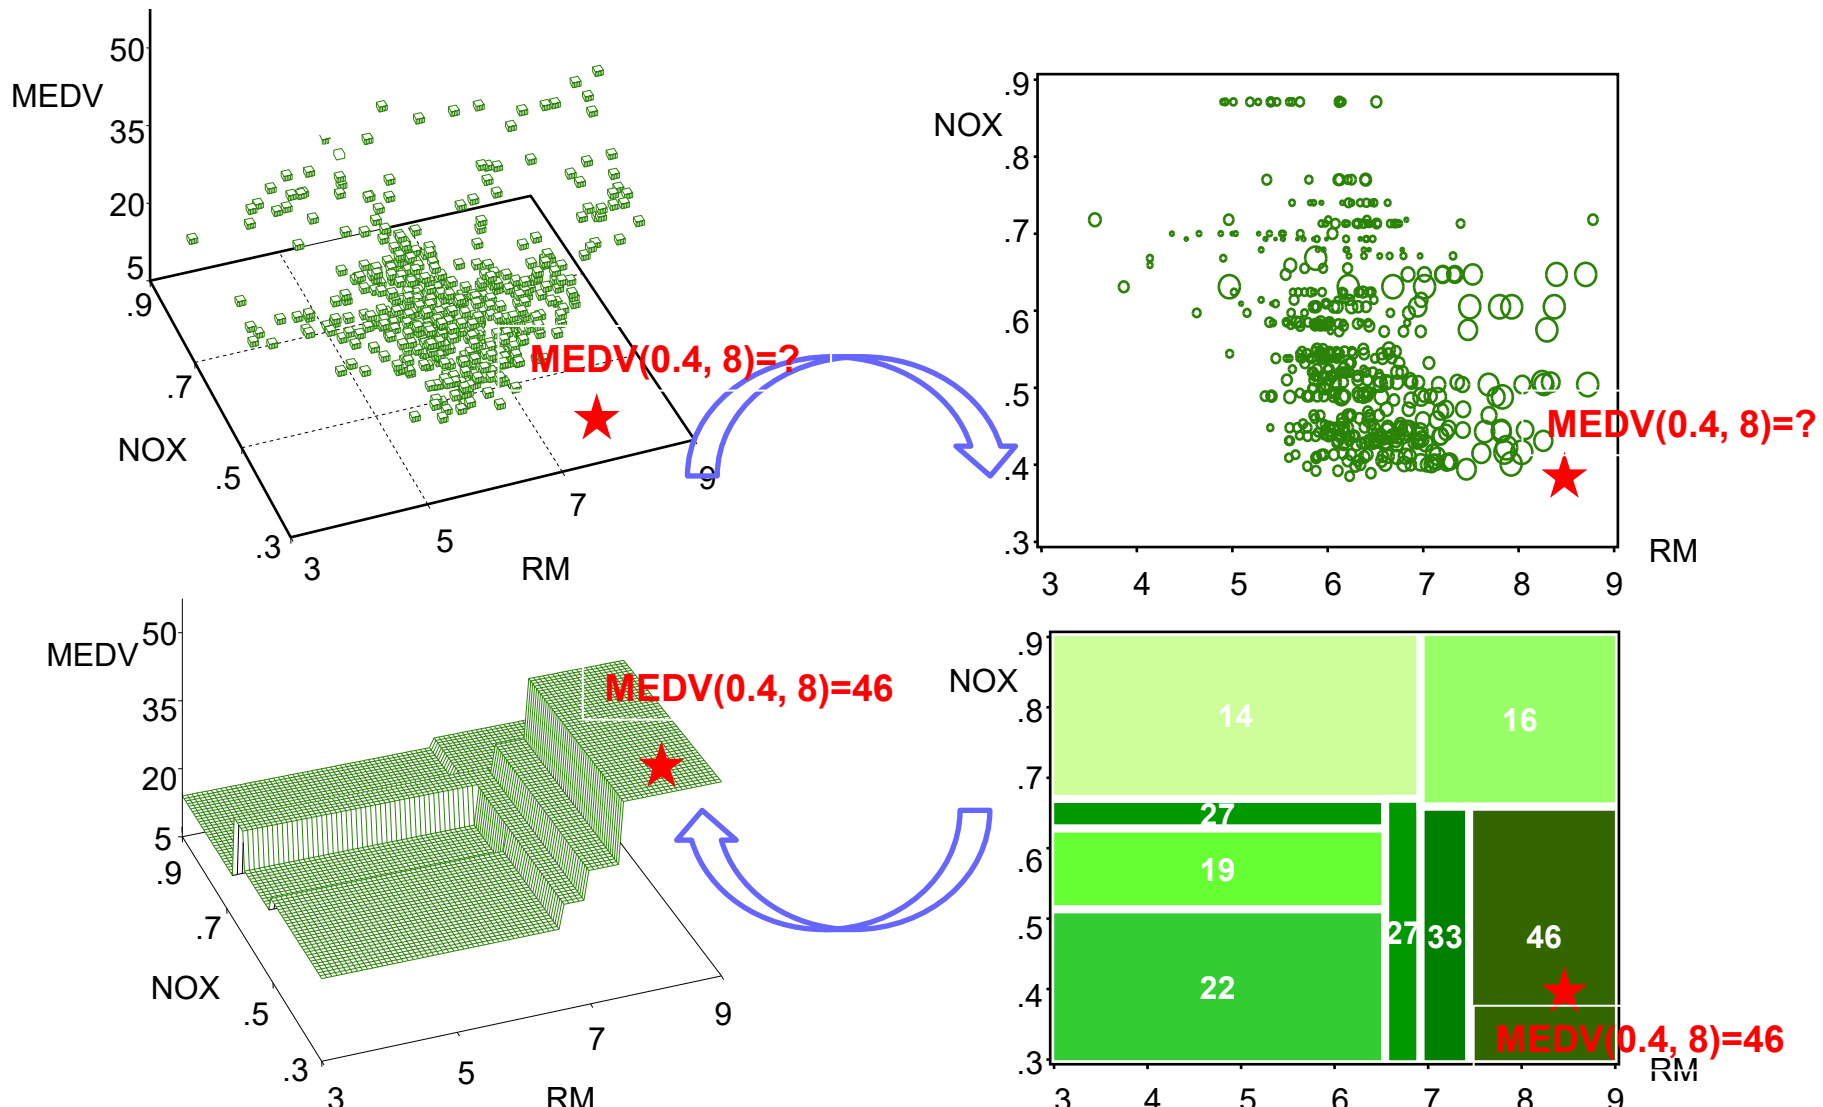 50
MEDV
35
20
5
.9
.7
NOX
.5
.3
3
5
7
9
RM
MEDV(0.4, 8)=?
.9
NOX
.8
.7
.6
.5
.4
.3
MEDV(0.4, 8)=?
RM
3 4 5 6 7 8 9
50
MEDV
35
20
5
.9
.7
NOX
.5
.3
3
5
7
9
RM
MEDV(0.4, 8)=46
.9
NOX
.8
.7
.6
.5
.4
.3
14
16
27
19
22
27
33
46
MEDV(0.4, 8)=46
RM
3 4 5 6 7 8 9